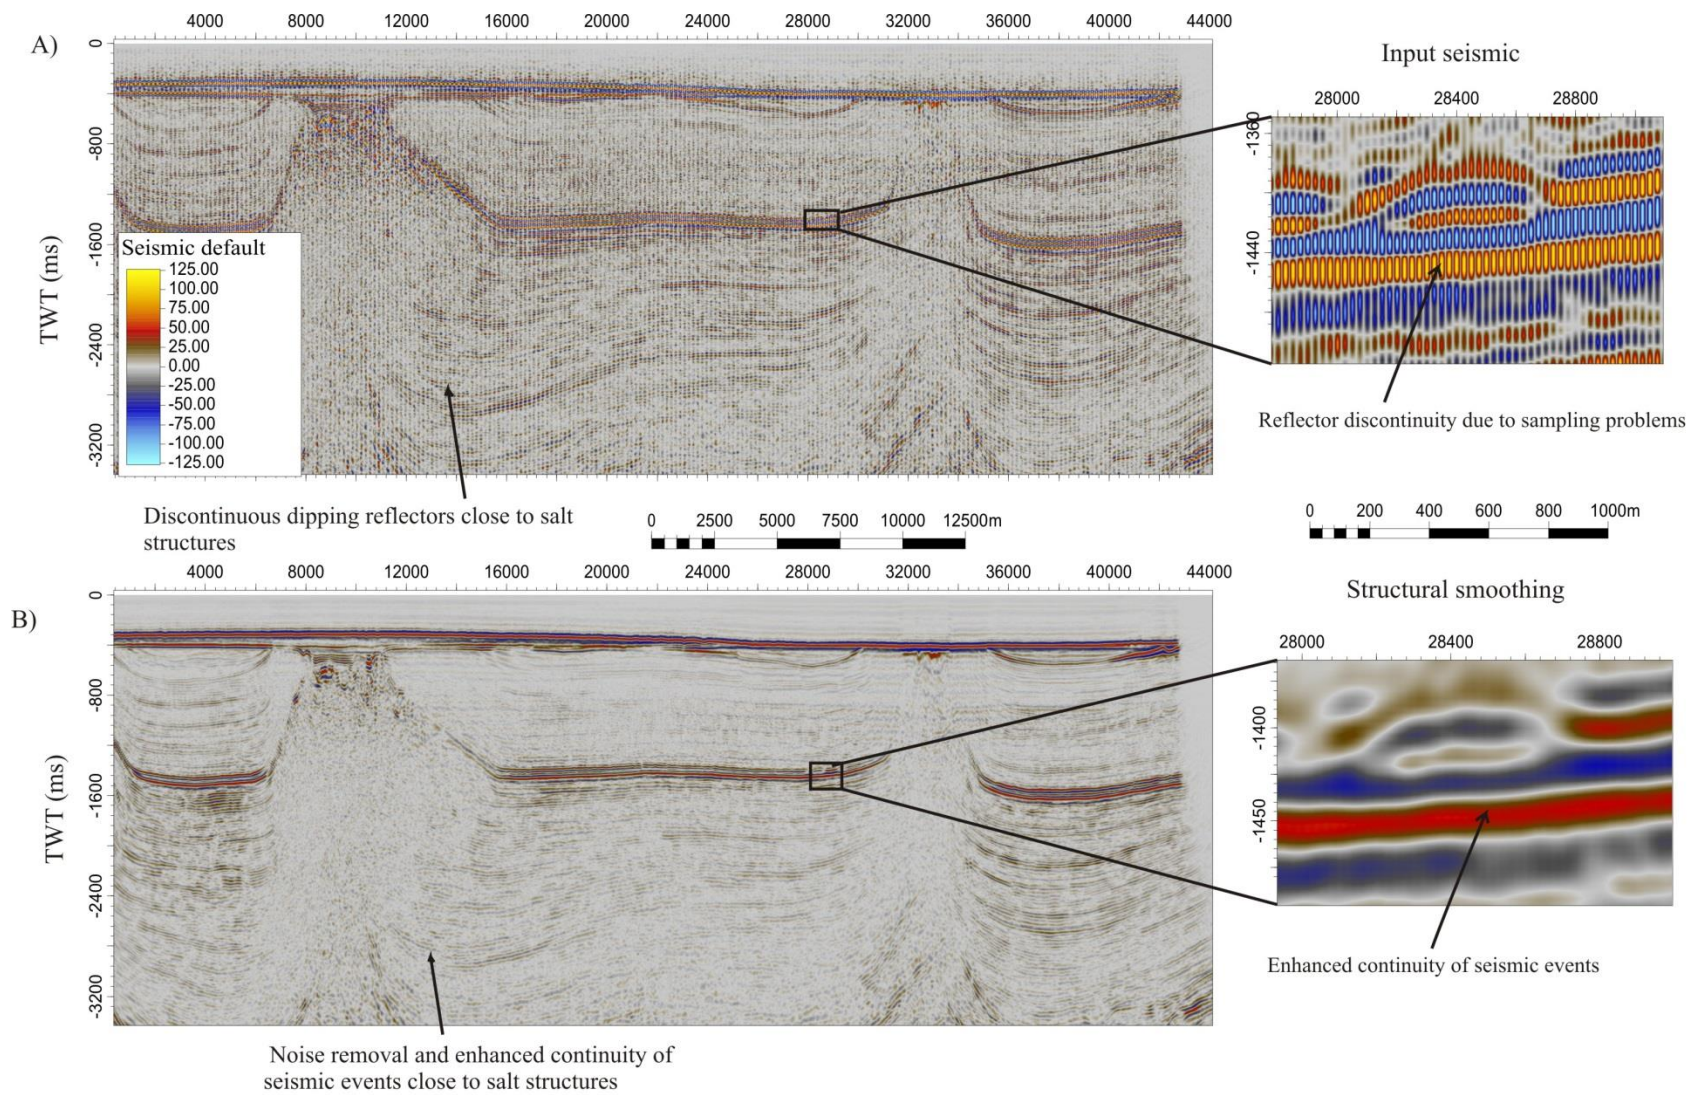 4000 8000 12000 16000 20000 24000 28000 32000 36000 40000 44000
A)
0
-800
-1600
-2400
-3200
TWT (ms)
Seismic default
125.00
100.00
75.00
50.00
25.00
0.00
-25.00
-50.00
-75.00
-100.00
-125.00
Input seismic
28000 28400 28800
-1360
-1440
Reflector discontinuity due to sampling problems
Discontinuous dipping reflectors close to salt
structures
0 2500 5000 7500 10000 12500m
0 200 400 600 800 1000m
4000 8000 12000 16000 20000 24000 28000 32000 36000 40000 44000
B)
0
-800
-1600
-2400
-3200
TWT (ms)
Structural smoothing
28000 28400 28800
-1400
-1450
Enhanced continuity of seismic events
Noise removal and enhanced continuity of
seismic events close to salt structures